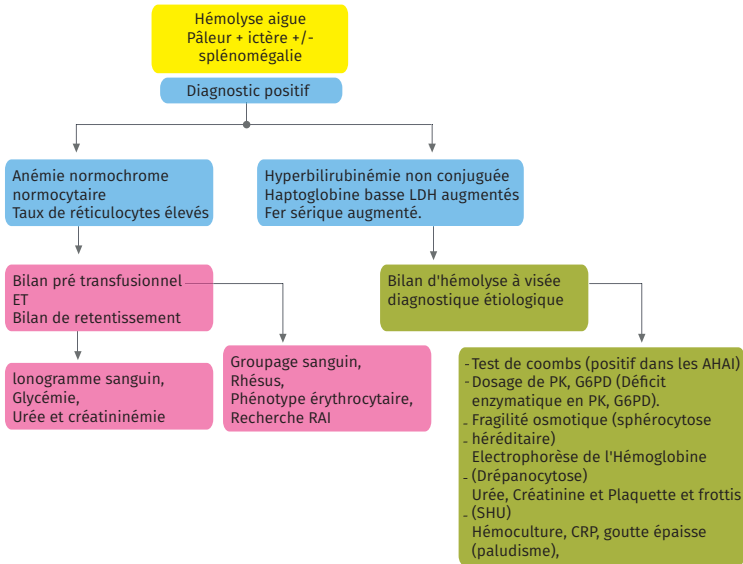 Hémolyse aigue
Pâleur + ictère +/-
splénomégalie
Diagnostic positif
Anémie normochrome
normocytaire
Taux de réticulocytes élevés
Hyperbilirubinémie non conjuguée
Haptoglobine basse LDH augmentés
Fer sérique augmenté.
Bilan pré transfusionnel
ET
Bilan de retentissement
Bilan d'hémolyse à visée
diagnostique étiologique
Ionogramme sanguin,
Glycémie,
Urée et créatininémie
Groupage sanguin,
Rhésus,
Phénotype érythrocytaire,
Recherche RAI
- Test de coombs (positif dans les AHAI)
- Dosage de PK, G6PD (Déficit
enzymatique en PK, G6PD).
- Fragilité osmotique (sphérocytose
- héréditaire)
Electrophorèse de l'Hémoglobine
- (Drépanocytose)
Urée, Créatinine et Plaquette et frottis
- (SHU)
Hémoculture, CRP, goutte épaisse
(paludisme),